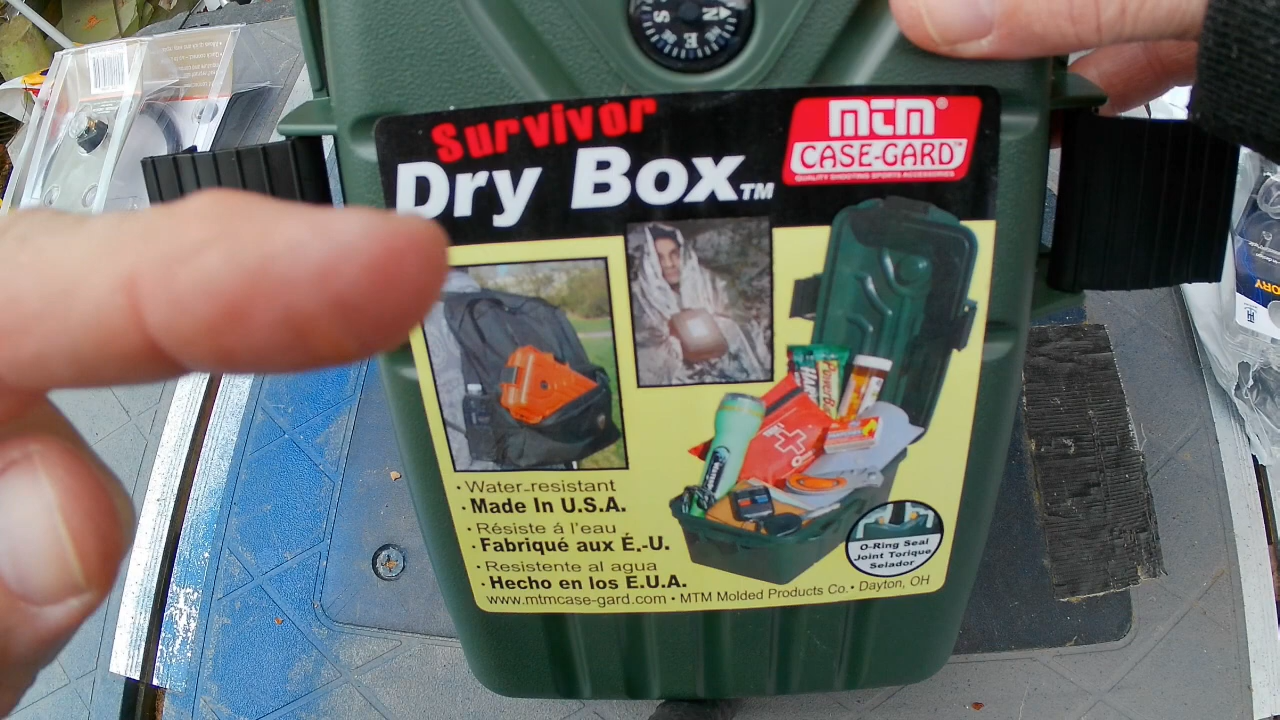 N
E
S
Survivor
Dry Box™
MTM®
CASE-GARD™
QUALITY SHOOTING SPORTS ACCESSORIES
• Water-resistant
• Made In U.S.A.
• Résiste á l'eau
• Fabriqué aux É.-U.
• Resistente al agua
• Hecho en los E.U.A.
www.mtmcase-gard.com • MTM Molded Products Co. • Dayton, OH
O-Ring Seal
Joint Torique
Selador